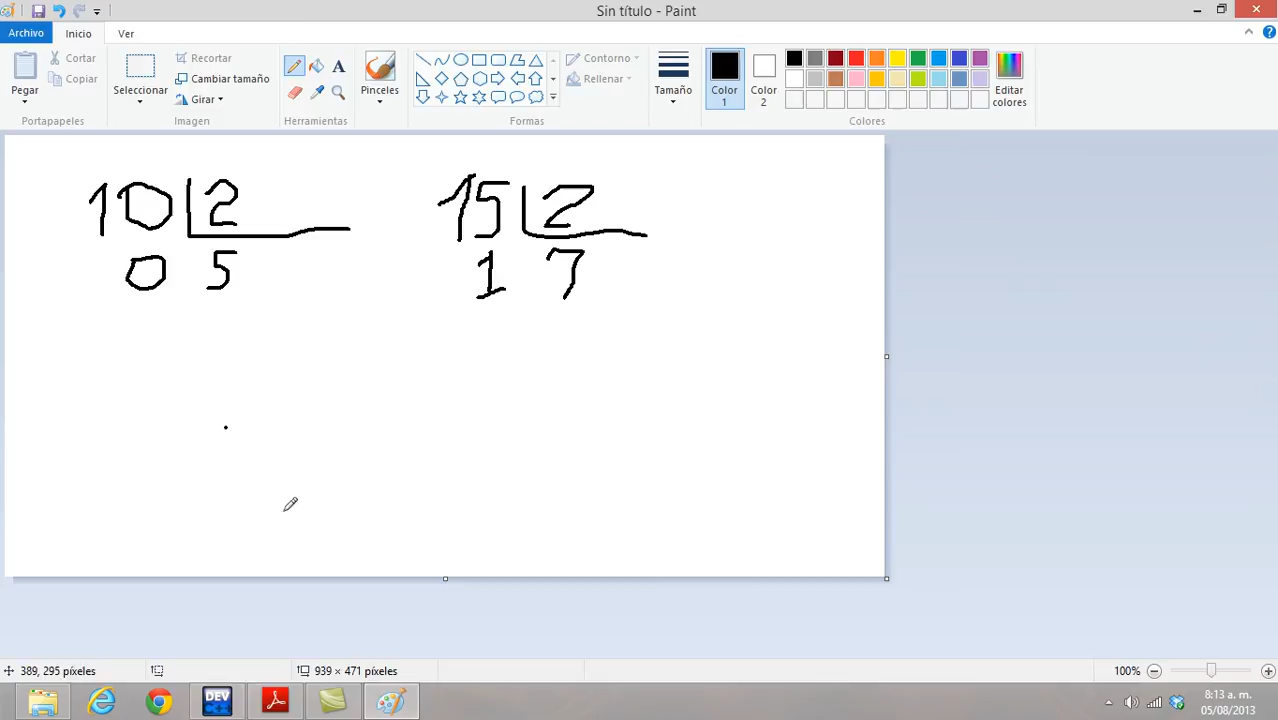 Sin título - Paint
Archivo Inicio Ver
Pegar
Cortar
Copiar
Portapapeles
Seleccionar
Recortar
Cambiar tamaño
Girar
Imagen
A
Herramientas
Pinceles
Contorno
Rellenar
Formas
Tamaño
Color 1
Color 2
Editar colores
Colores
10 2
0 5
15 2
1 7
389, 295 píxeles
939 × 471 píxeles
100%
DEV C++
8:13 a. m.
05/08/2013